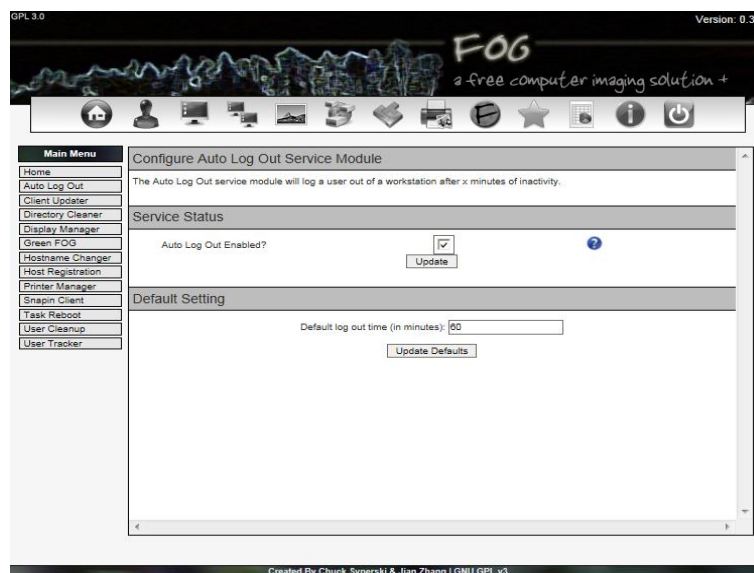 GPL 3.0
Version: 0.3
FOG
a free computer imaging solution +
Main Menu
Home
Auto Log Out
Client Updater
Directory Cleaner
Display Manager
Green FOG
Hostname Changer
Host Registration
Printer Manager
Snapin Client
Task Reboot
User Cleanup
User Tracker
Configure Auto Log Out Service Module
The Auto Log Out service module will log a user out of a workstation after x minutes of inactivity.
Service Status
Auto Log Out Enabled?
Update
Default Setting
Default log out time (in minutes): 60
Update Defaults
Created By Chuck Syperski & Jian Zhang | GNU GPL v3